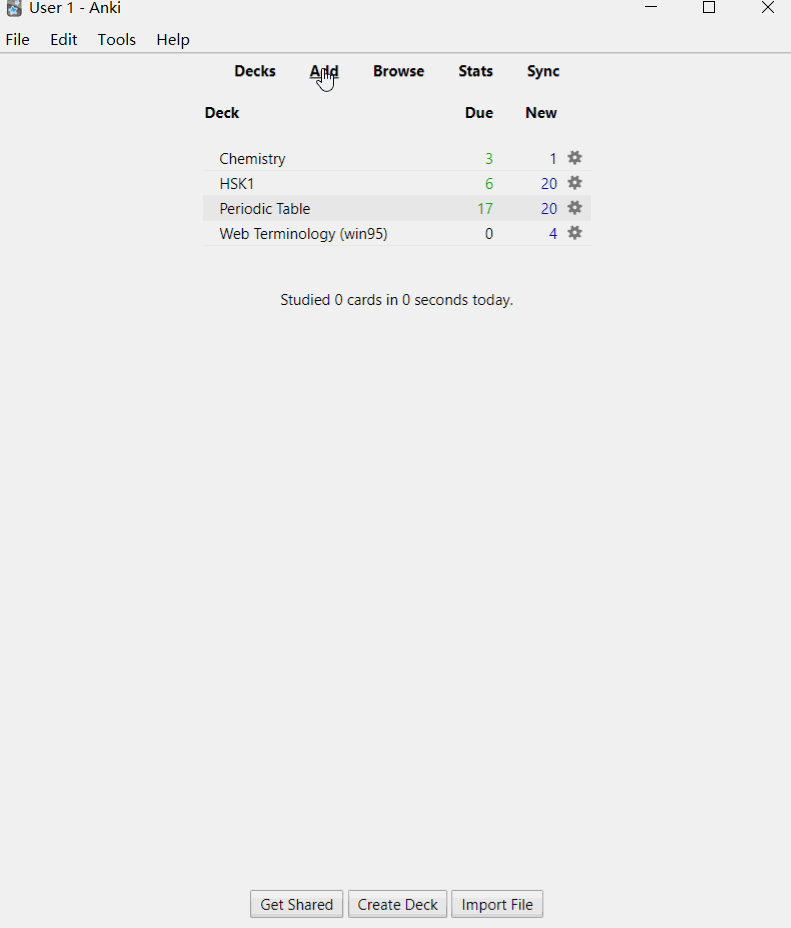 User 1 - Anki
File Edit Tools Help
Decks Add Browse Stats Sync
Deck Due New
Chemistry 3 1
HSK1 6 20
Periodic Table 17 20
Web Terminology (win95) 0 4
Studied 0 cards in 0 seconds today.
Get Shared Create Deck Import File